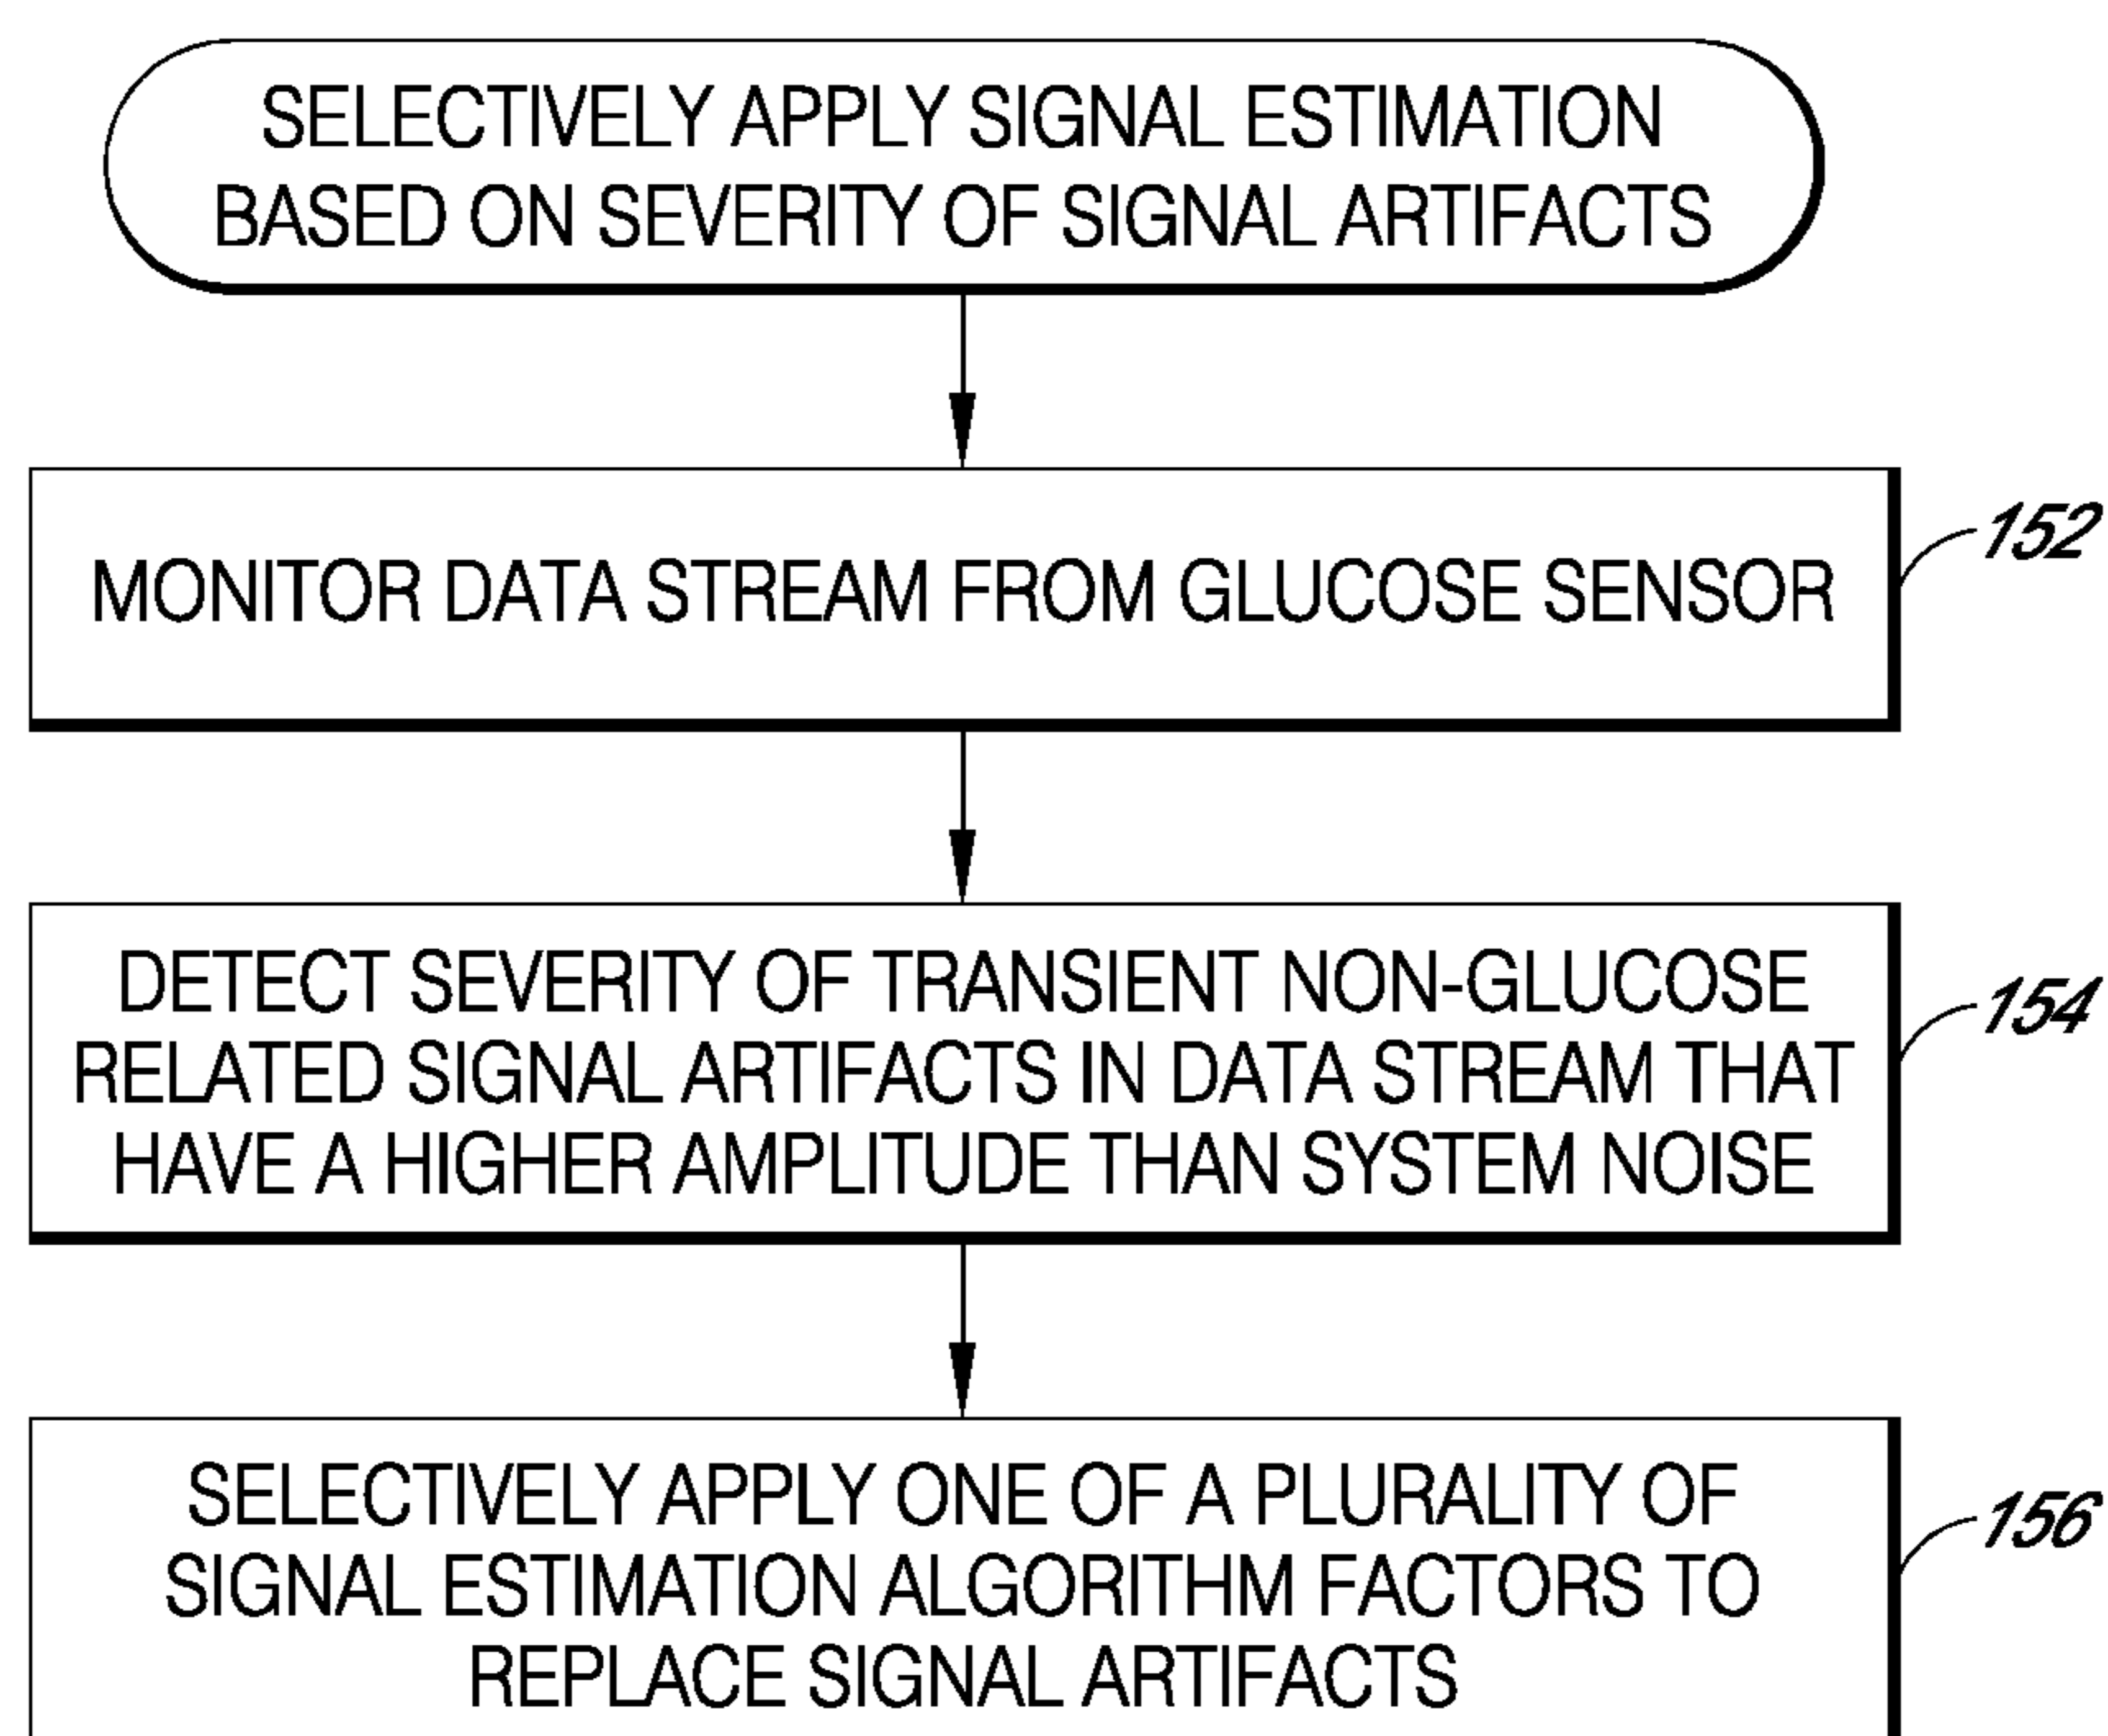 SELECTIVELY APPLY SIGNAL ESTIMATION
BASED ON SEVERITY OF SIGNAL ARTIFACTS
MONITOR DATA STREAM FROM GLUCOSE SENSOR
152
DETECT SEVERITY OF TRANSIENT NON-GLUCOSE
RELATED SIGNAL ARTIFACTS IN DATA STREAM THAT
HAVE A HIGHER AMPLITUDE THAN SYSTEM NOISE
154
SELECTIVELY APPLY ONE OF A PLURALITY OF
SIGNAL ESTIMATION ALGORITHM FACTORS TO
REPLACE SIGNAL ARTIFACTS
156